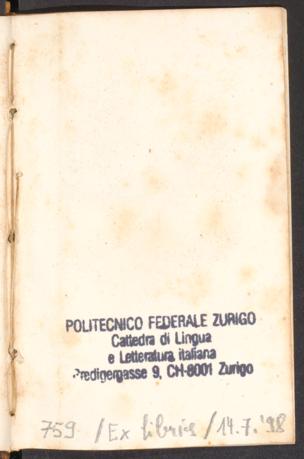 POLITECNICO FEDERALE ZURIGO
Cattedra di Lingua
e Letteratura italiana
Predigergasse 9, CH-8001 Zurigo
759 / Ex libris / 14.7.'98